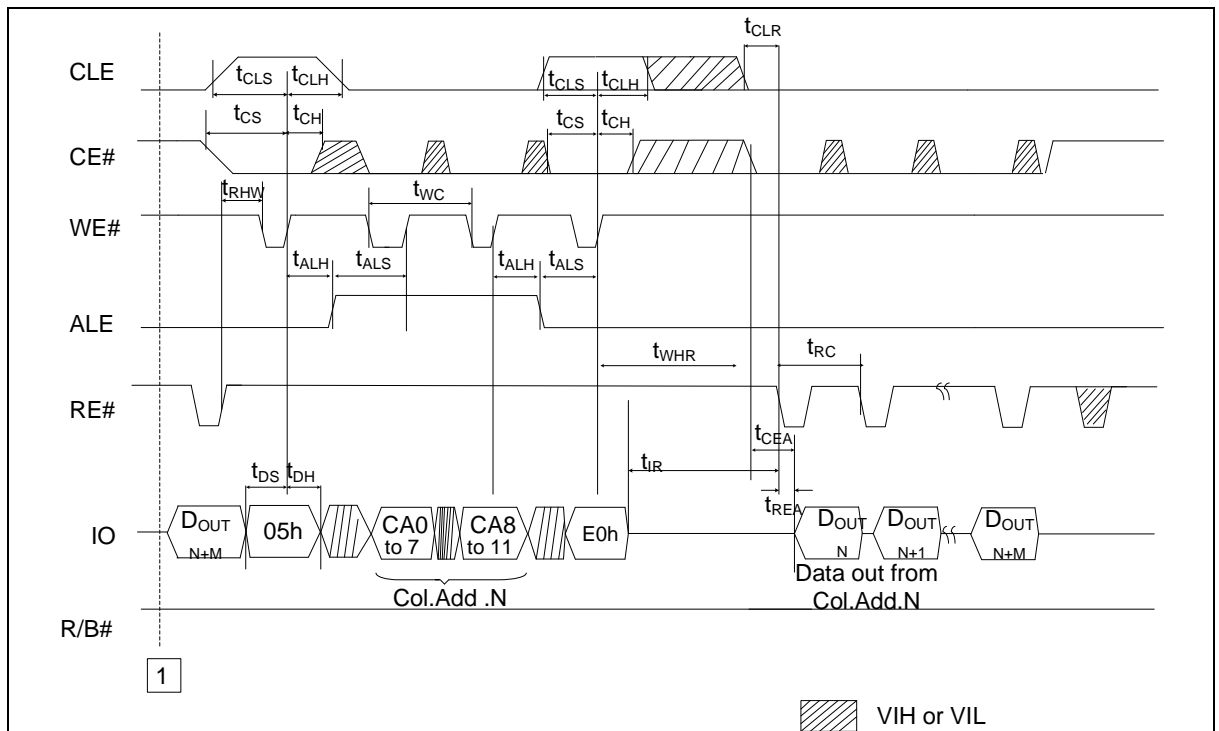 tCLR
CLE
tCLS tCLH
tCLS tCLH
tCS
tCH
tCS
tCH
CE#
tRHW
tWC
WE#
tALH
tALS
tALH
tALS
ALE
tWHR
tRC
RE#
tCEA
tDS tDH
tIR
tREA
IO
DOUT
N+M
05h
CA0
to 7
CA8
to 11
E0h
DOUT
N
DOUT
N+1
DOUT
N+M
Col.Add .N
Data out from
Col.Add.N
R/B#
1
VIH or VIL